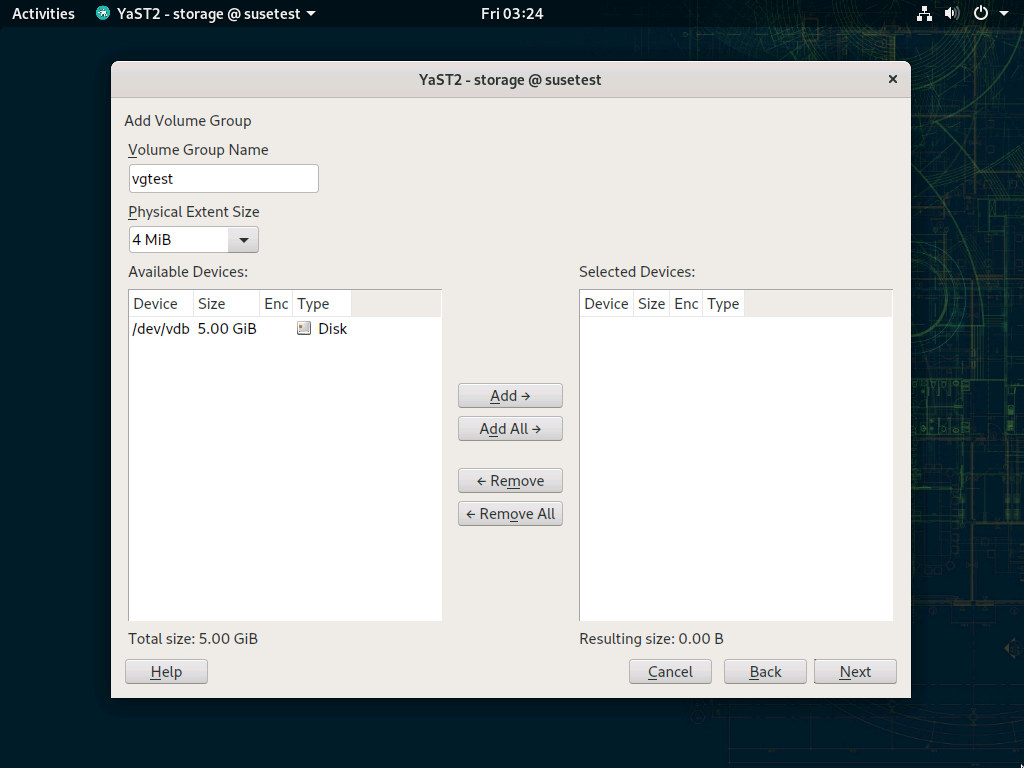 Activities YaST2 - storage @ susetest Fri 03:24
YaST2 - storage @ susetest
Add Volume Group
Volume Group Name
vgtest
Physical Extent Size
4 MiB
Available Devices: Selected Devices:
Device Size Enc Type Device Size Enc Type
/dev/vdb 5.00 GiB Disk
Add →
Add All →
← Remove
← Remove All
Total size: 5.00 GiB Resulting size: 0.00 B
Help Cancel Back Next